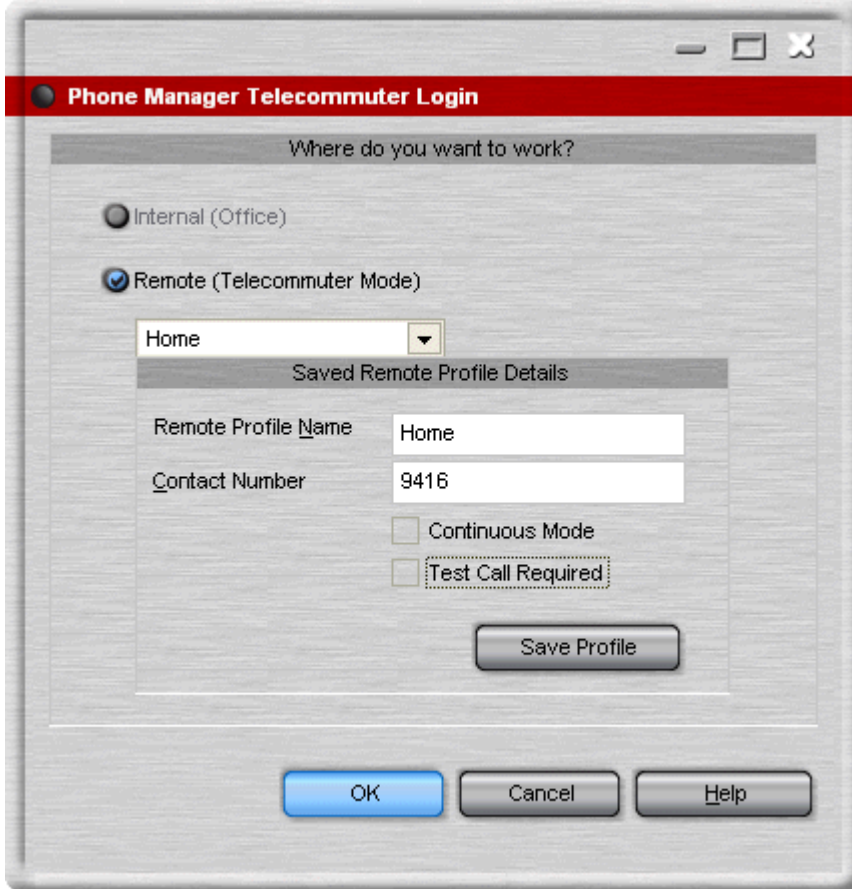 Phone Manager Telecommuter Login
Where do you want to work?
Internal (Office)
Remote (Telecommuter Mode)
Home
Saved Remote Profile Details
Remote Profile Name Home
Contact Number 9416
Continuous Mode
Test Call Required
Save Profile
OK Cancel Help